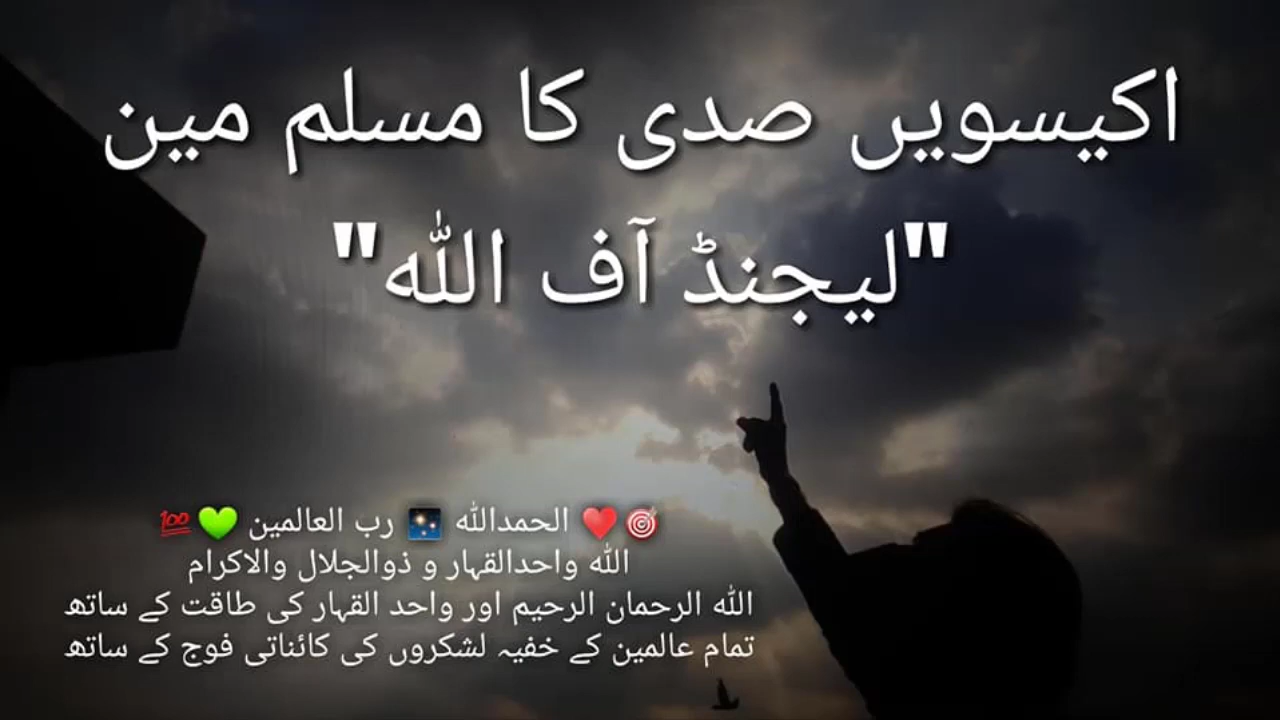 اکیسویں صدی کا مسلم مین
"لیجنڈ آف اللہ"
🎯❤️ الحمدالله 🌌 رب العالمین 💚💯
اللہ واحدالقہار و ذوالجلال والاکرام
اللہ الرحمان الرحیم اور واحد القہار کی طاقت کے ساتھ
تمام عالمین کے خفیہ لشکروں کی کائناتی فوج کے ساتھ